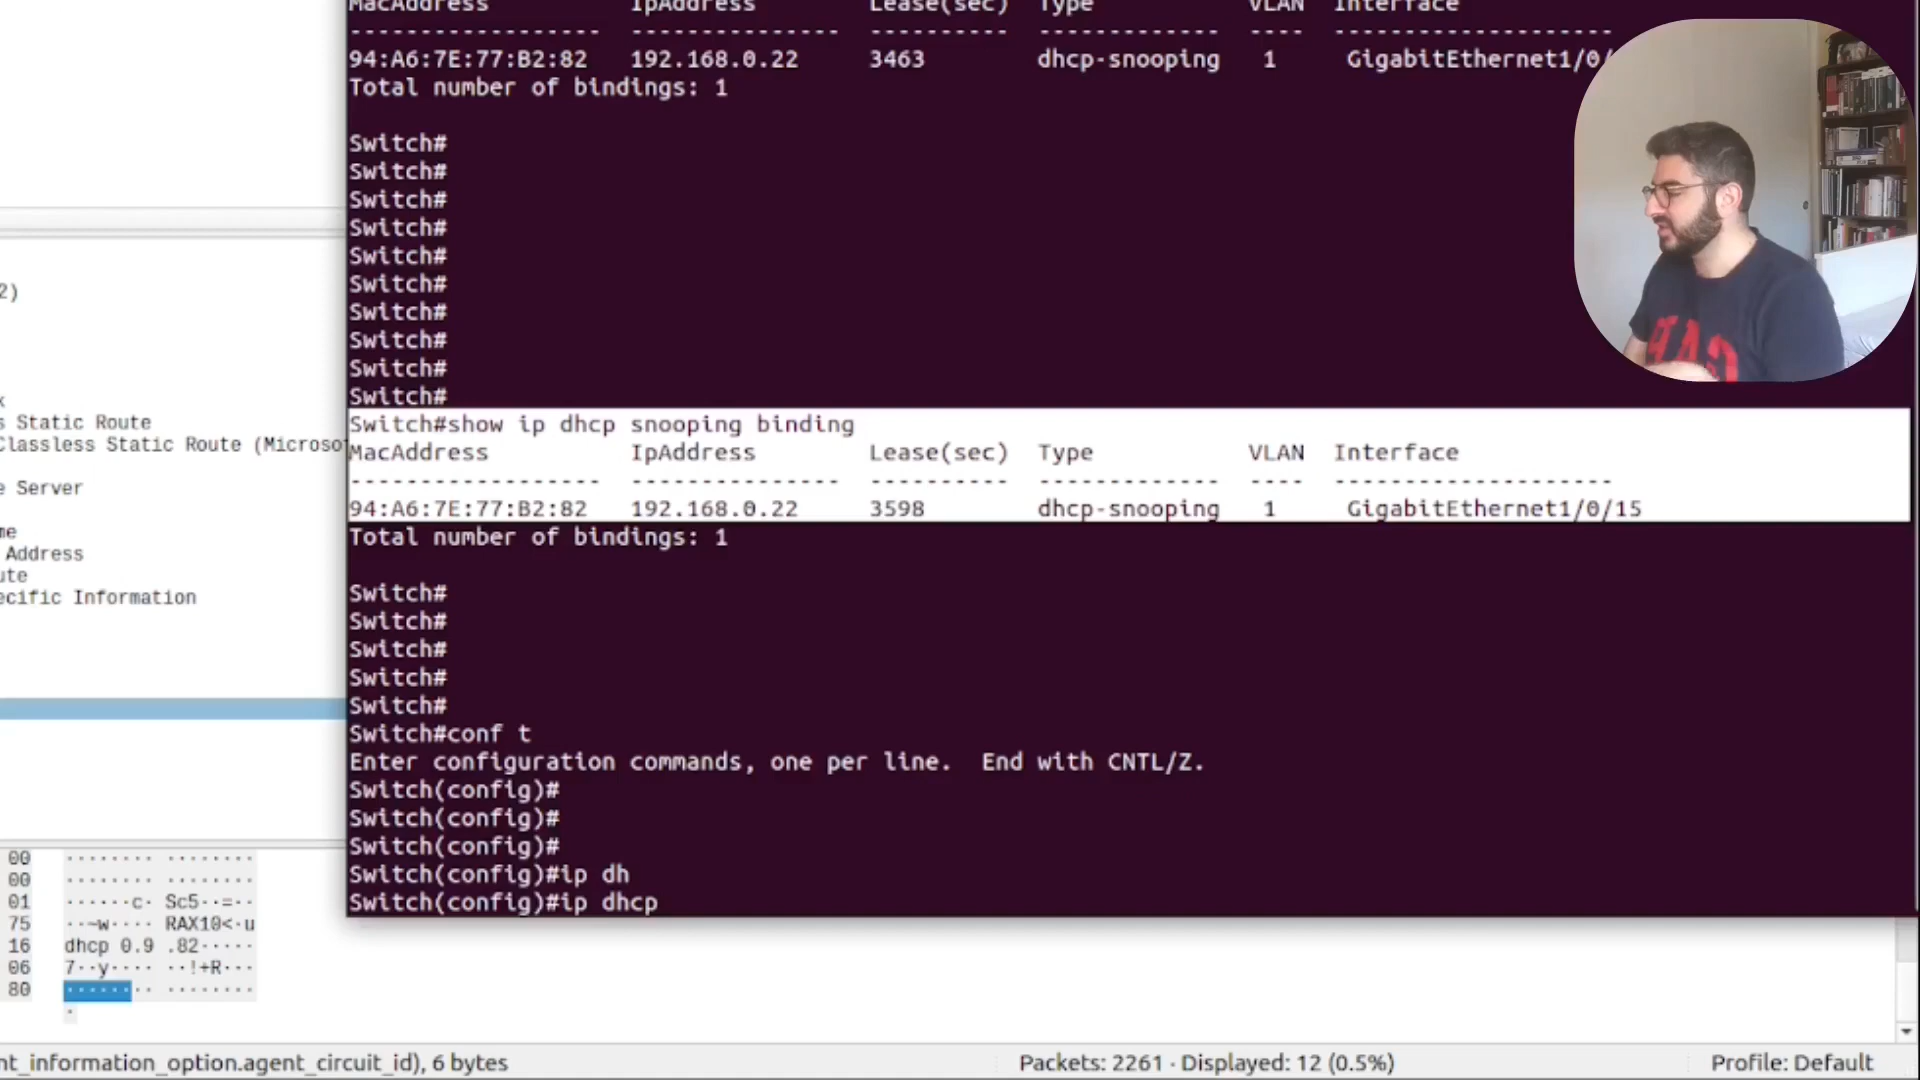 MacAddress IpAddress Lease(sec) Type VLAN Interface
------------------ --------------- ---------- ------------- ---- --------------------
94:A6:7E:77:B2:82 192.168.0.22 3463 dhcp-snooping 1 GigabitEthernet1/0/
Total number of bindings: 1
Switch#
Switch#
Switch#
Switch#
Switch#
Switch#
Switch#
Switch#
Switch#
Switch#
Switch#show ip dhcp snooping binding
MacAddress IpAddress Lease(sec) Type VLAN Interface
------------------ --------------- ---------- ------------- ---- --------------------
94:A6:7E:77:B2:82 192.168.0.22 3598 dhcp-snooping 1 GigabitEthernet1/0/15
Total number of bindings: 1
Switch#
Switch#
Switch#
Switch#
Switch#
Switch#conf t
Enter configuration commands, one per line. End with CNTL/Z.
Switch(config)#
Switch(config)#
Switch(config)#
Switch(config)#ip dh
Switch(config)#ip dhcp
2)
x
s Static Route
Classless Static Route (Microso
e Server
me
Address
ute
ecific Information
00 ········ ········
00 ········ ········
01 ······c· Sc5··=··
75 ··~w···· RAX10<·u
16 dhcp 0.9 .82·····
06 7··y···· ··!+R···
80 ········ ········
·
nt_information_option.agent_circuit_id), 6 bytes
Packets: 2261 · Displayed: 12 (0.5%)
Profile: Default